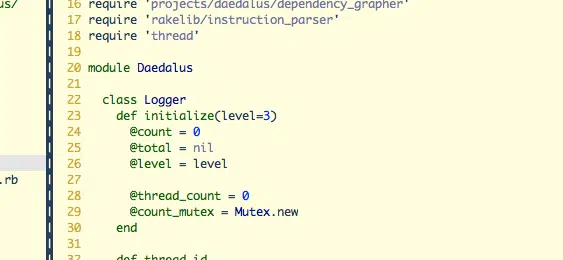 us/
16 require 'projects/daedalus/dependency_grapher'
17 require 'rakelib/instruction_parser'
18 require 'thread'
19
20 module Daedalus
21
22 class Logger
23 def initialize(level=3)
24 @count = 0
25 @total = nil
26 @level = level
27
.rb
28 @thread_count = 0
29 @count_mutex = Mutex.new
30 end
31
32 def thread_id